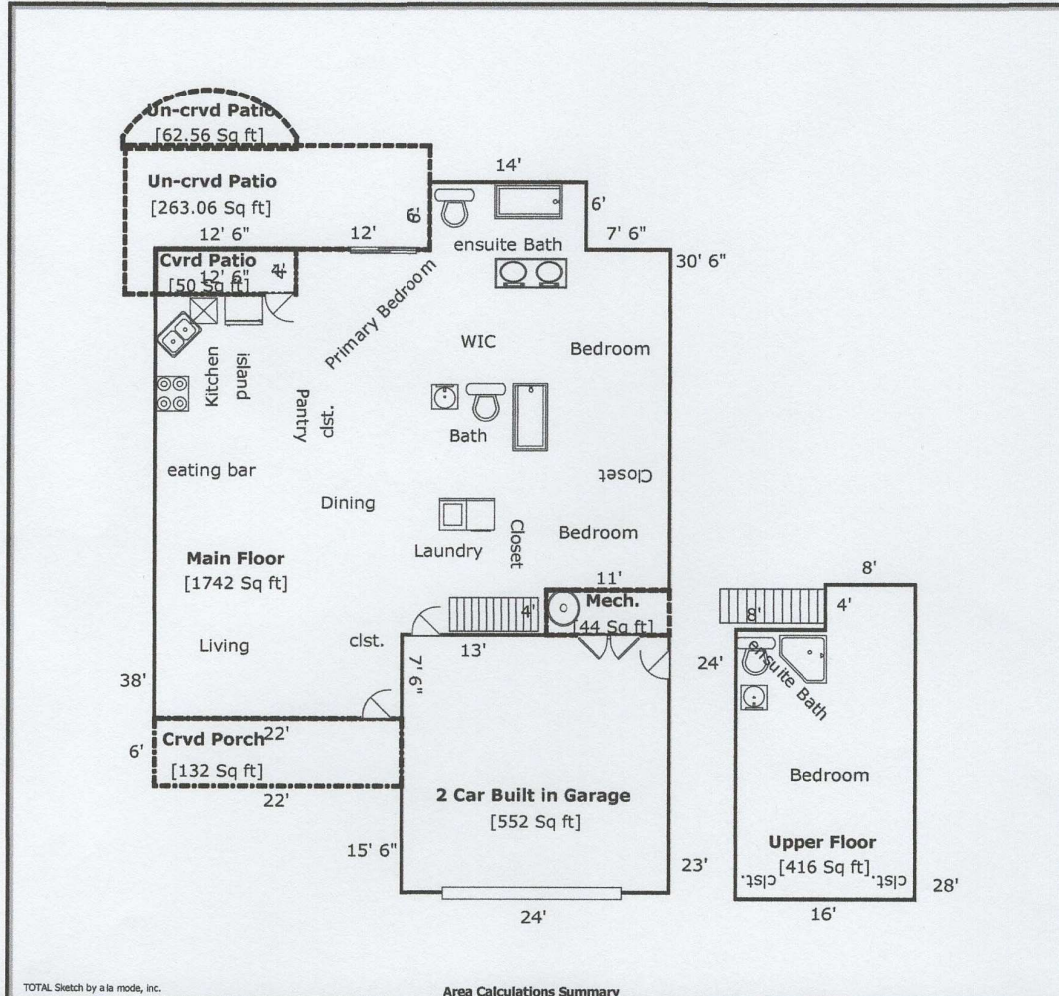 Un-crvd Patio
[62.56 Sq ft]
Un-crvd Patio
[263.06 Sq ft]
12' 6"
12'
6'
14'
6'
7' 6"
30' 6"
ensuite Bath
Cvrd Patio
12' 6"
4'
[50 Sq ft]
Primary Bedroom
WIC
Bedroom
Kitchen
island
Pantry
clst.
Bath
eating bar
Closet
Dining
Laundry
Closet
Bedroom
Main Floor
[1742 Sq ft]
11'
4'
Mech.
[44 Sq ft]
Living
clst.
13'
7' 6"
38'
Crvd Porch
22'
6'
[132 Sq ft]
22'
2 Car Built in Garage
[552 Sq ft]
15' 6"
23'
24'
8'
4'
8'
24'
ensuite Bath
Bedroom
Upper Floor
[416 Sq ft]
clst.
clst.
28'
16'
TOTAL Sketch by a la mode, inc.
Area Calculations Summary